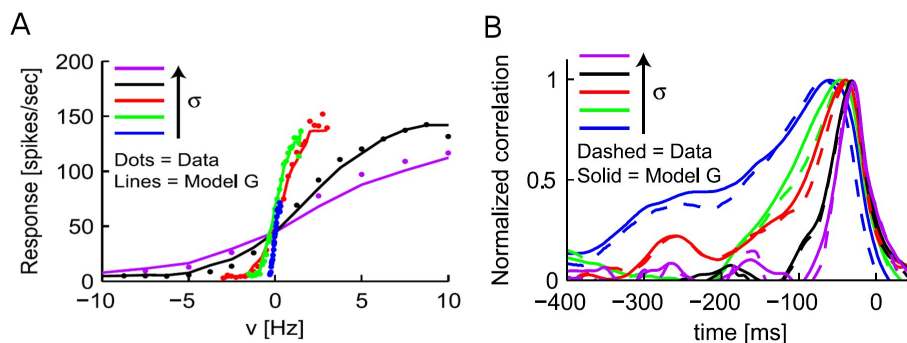 A
Response [spikes/sec]
200
150
100
50
0
σ
Dots = Data
Lines = Model G
−10
−5
0
5
10
v [Hz]
B
Normalized correlation
1
0.5
0
σ
Dashed = Data
Solid = Model G
−400
−300
−200
−100
0
time [ms]